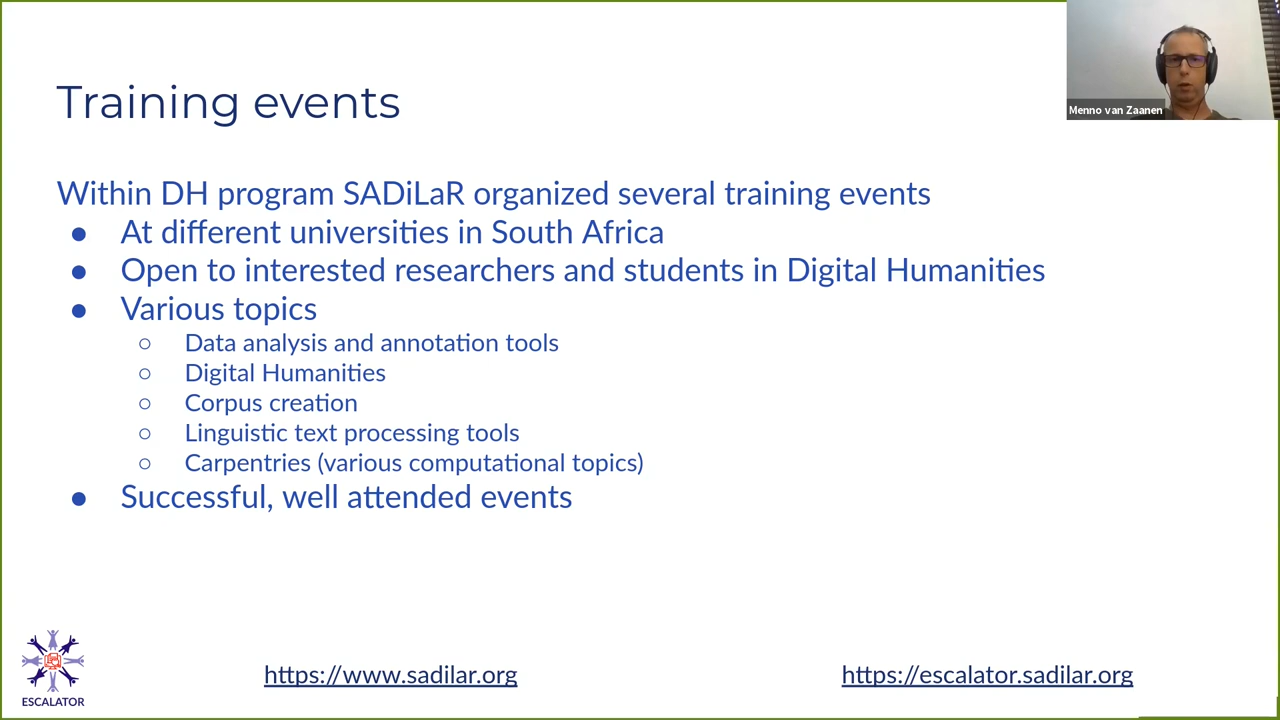 Menno van Zaanen
Training events
Within DH program SADiLaR organized several training events
● At different universities in South Africa
● Open to interested researchers and students in Digital Humanities
● Various topics
○ Data analysis and annotation tools
○ Digital Humanities
○ Corpus creation
○ Linguistic text processing tools
○ Carpentries (various computational topics)
● Successful, well attended events
ESCALATOR
https://www.sadilar.org
https://escalator.sadilar.org